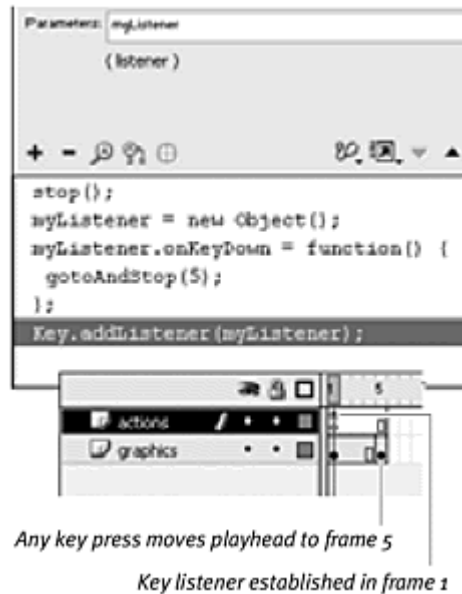 Parameters: myListener
( listener )
stop();
myListener = new Object();
myListener.onKeyDown = function() {
gotoAndStop(5);
};
Key.addListener(myListener);
1 5
actions
graphics
Any key press moves playhead to frame 5
Key listener established in frame 1